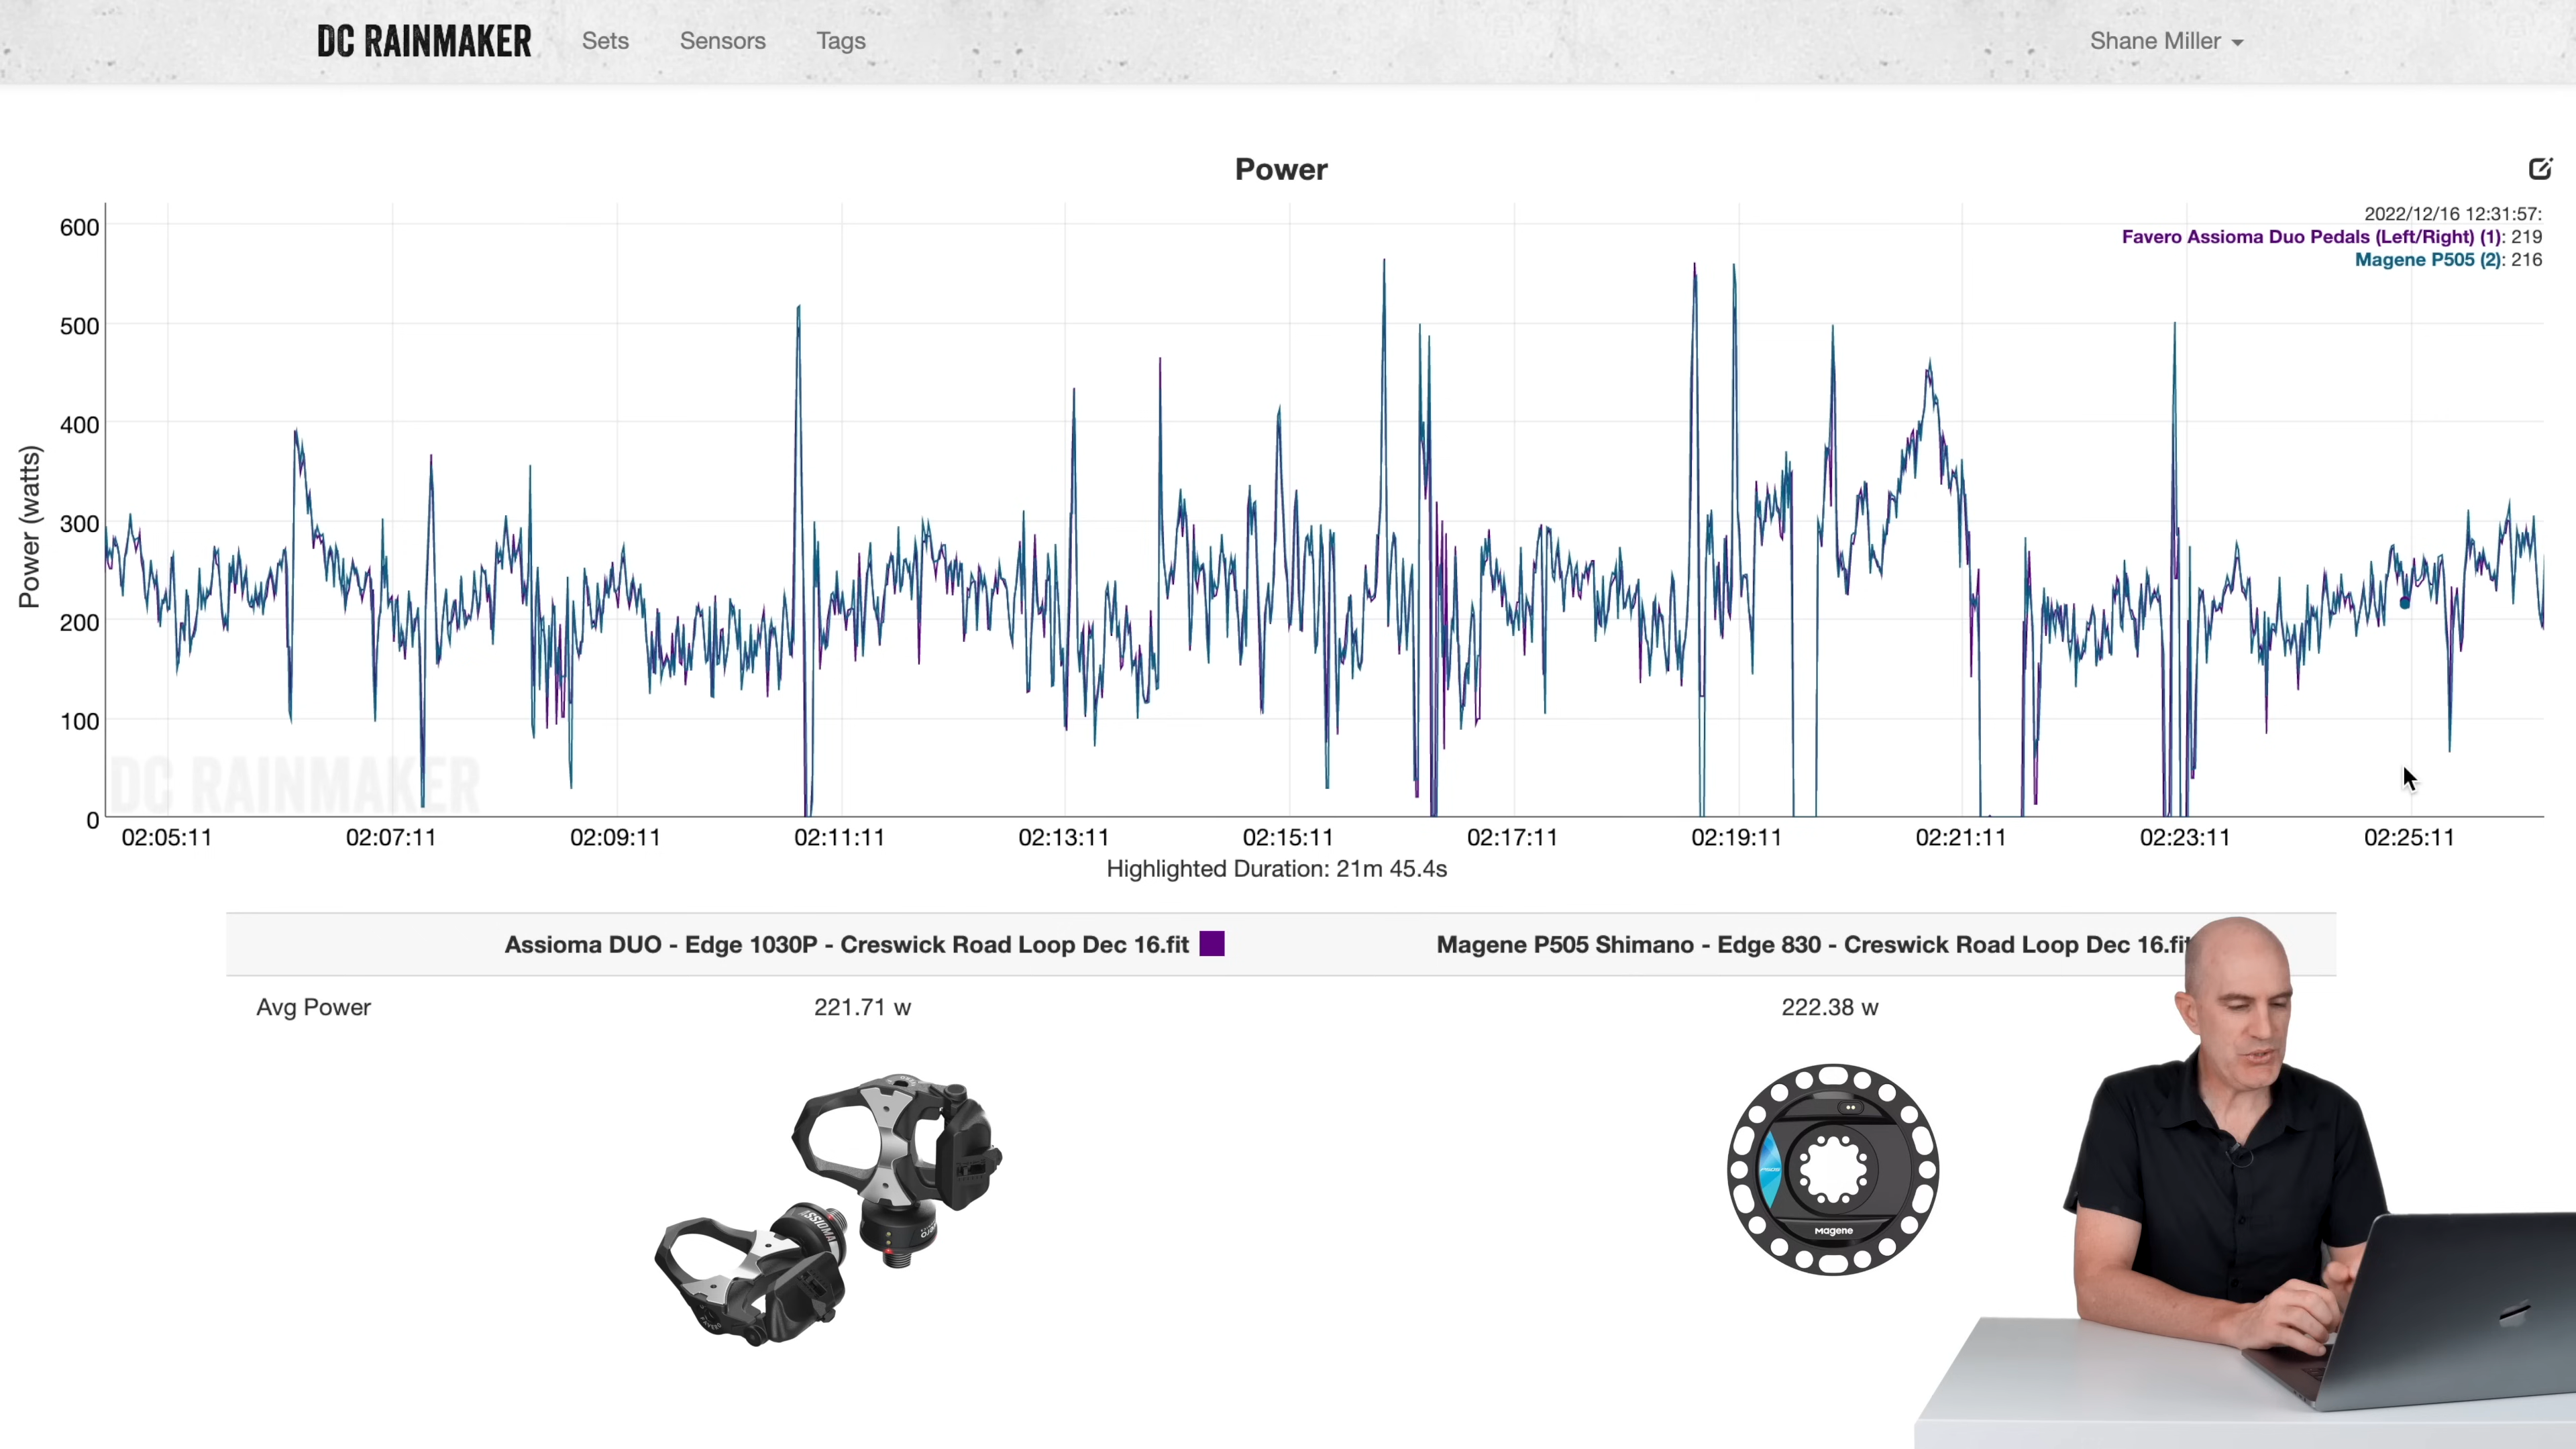 DC RAINMAKER Sets Sensors Tags Shane Miller
Power
2022/12/16 12:31:57:
Favero Assioma Duo Pedals (Left/Right) (1): 219
Magene P505 (2): 216
Power (watts)
600
500
400
300
200
100
0
DC RAINMAKER
02:05:11 02:07:11 02:09:11 02:11:11 02:13:11 02:15:11 02:17:11 02:19:11 02:21:11 02:23:11 02:25:11
Highlighted Duration: 21m 45.4s
Assioma DUO - Edge 1030P - Creswick Road Loop Dec 16.fit Magene P505 Shimano - Edge 830 - Creswick Road Loop Dec 16.fit
Avg Power 221.71 w 222.38 w
ASSIOMA
Magene